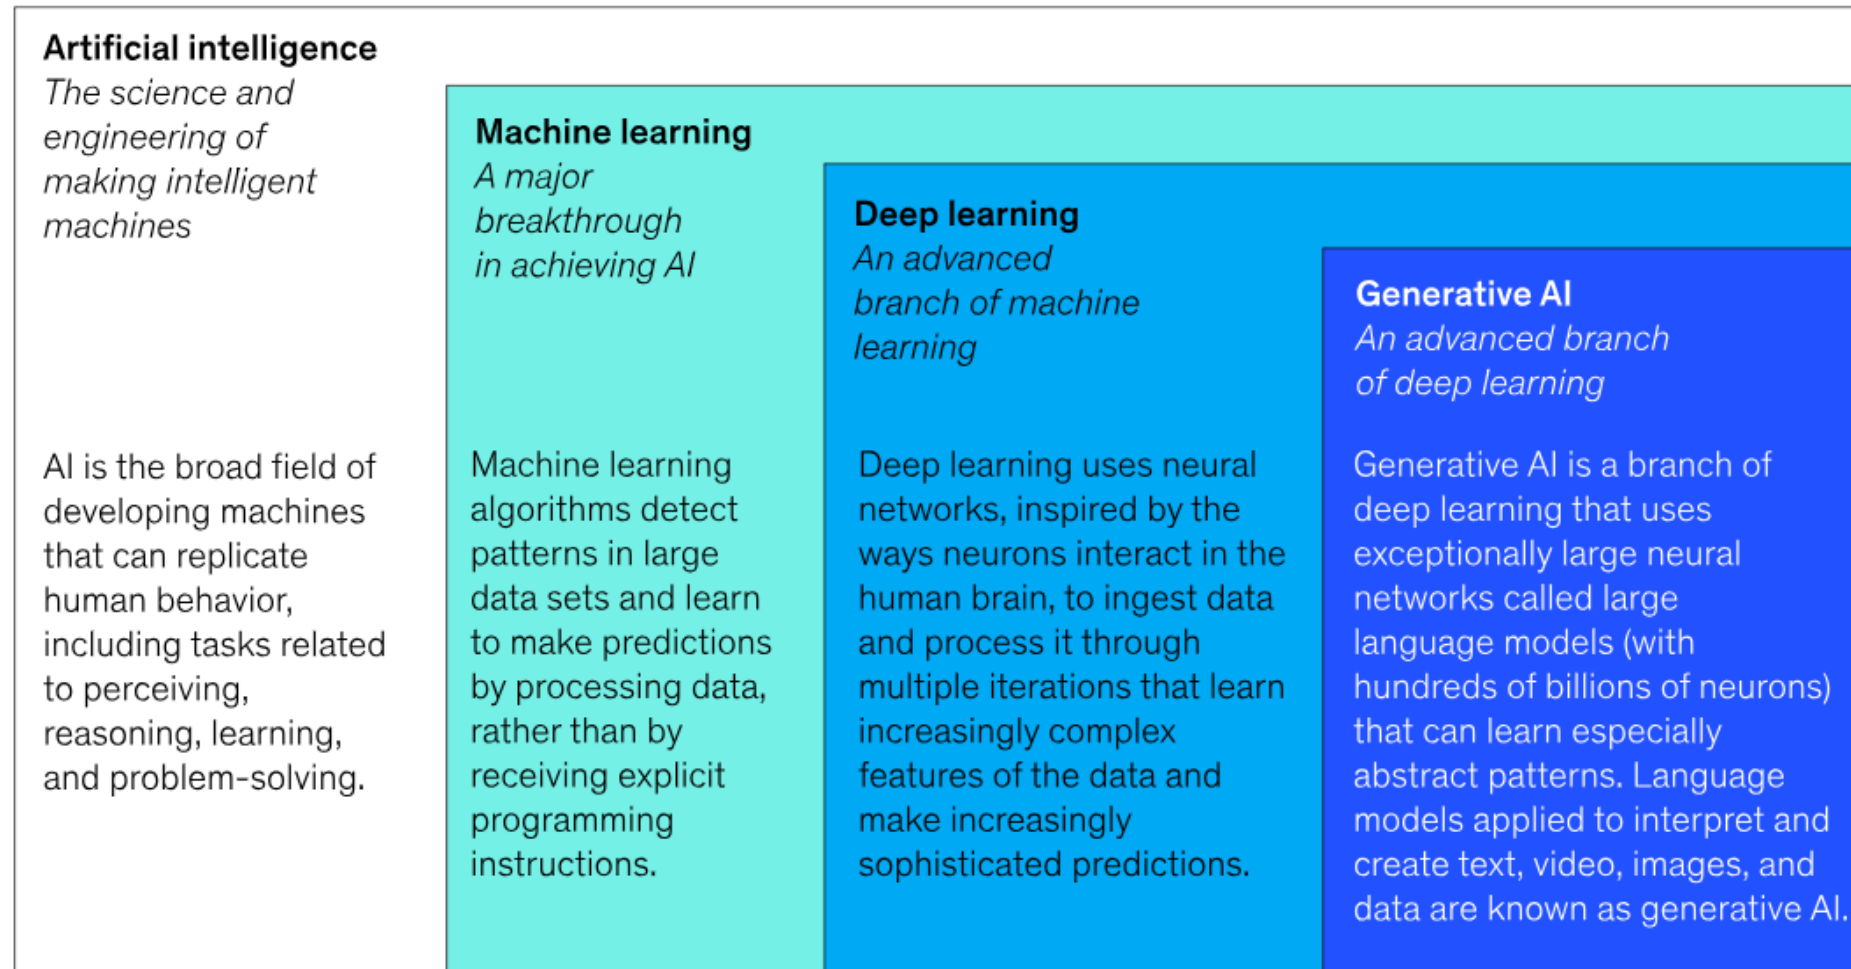 Artificial intelligence
The science and
engineering of
making intelligent
machines
AI is the broad field of
developing machines
that can replicate
human behavior,
including tasks related
to perceiving,
reasoning, learning,
and problem-solving.
Machine learning
A major
breakthrough
in achieving AI
Machine learning
algorithms detect
patterns in large
data sets and learn
to make predictions
by processing data,
rather than by
receiving explicit
programming
instructions.
Deep learning
An advanced
branch of machine
learning
Deep learning uses neural
networks, inspired by the
ways neurons interact in the
human brain, to ingest data
and process it through
multiple iterations that learn
increasingly complex
features of the data and
make increasingly
sophisticated predictions.
Generative AI
An advanced branch
of deep learning
Generative AI is a branch of
deep learning that uses
exceptionally large neural
networks called large
language models (with
hundreds of billions of neurons)
that can learn especially
abstract patterns. Language
models applied to interpret and
create text, video, images, and
data are known as generative AI.